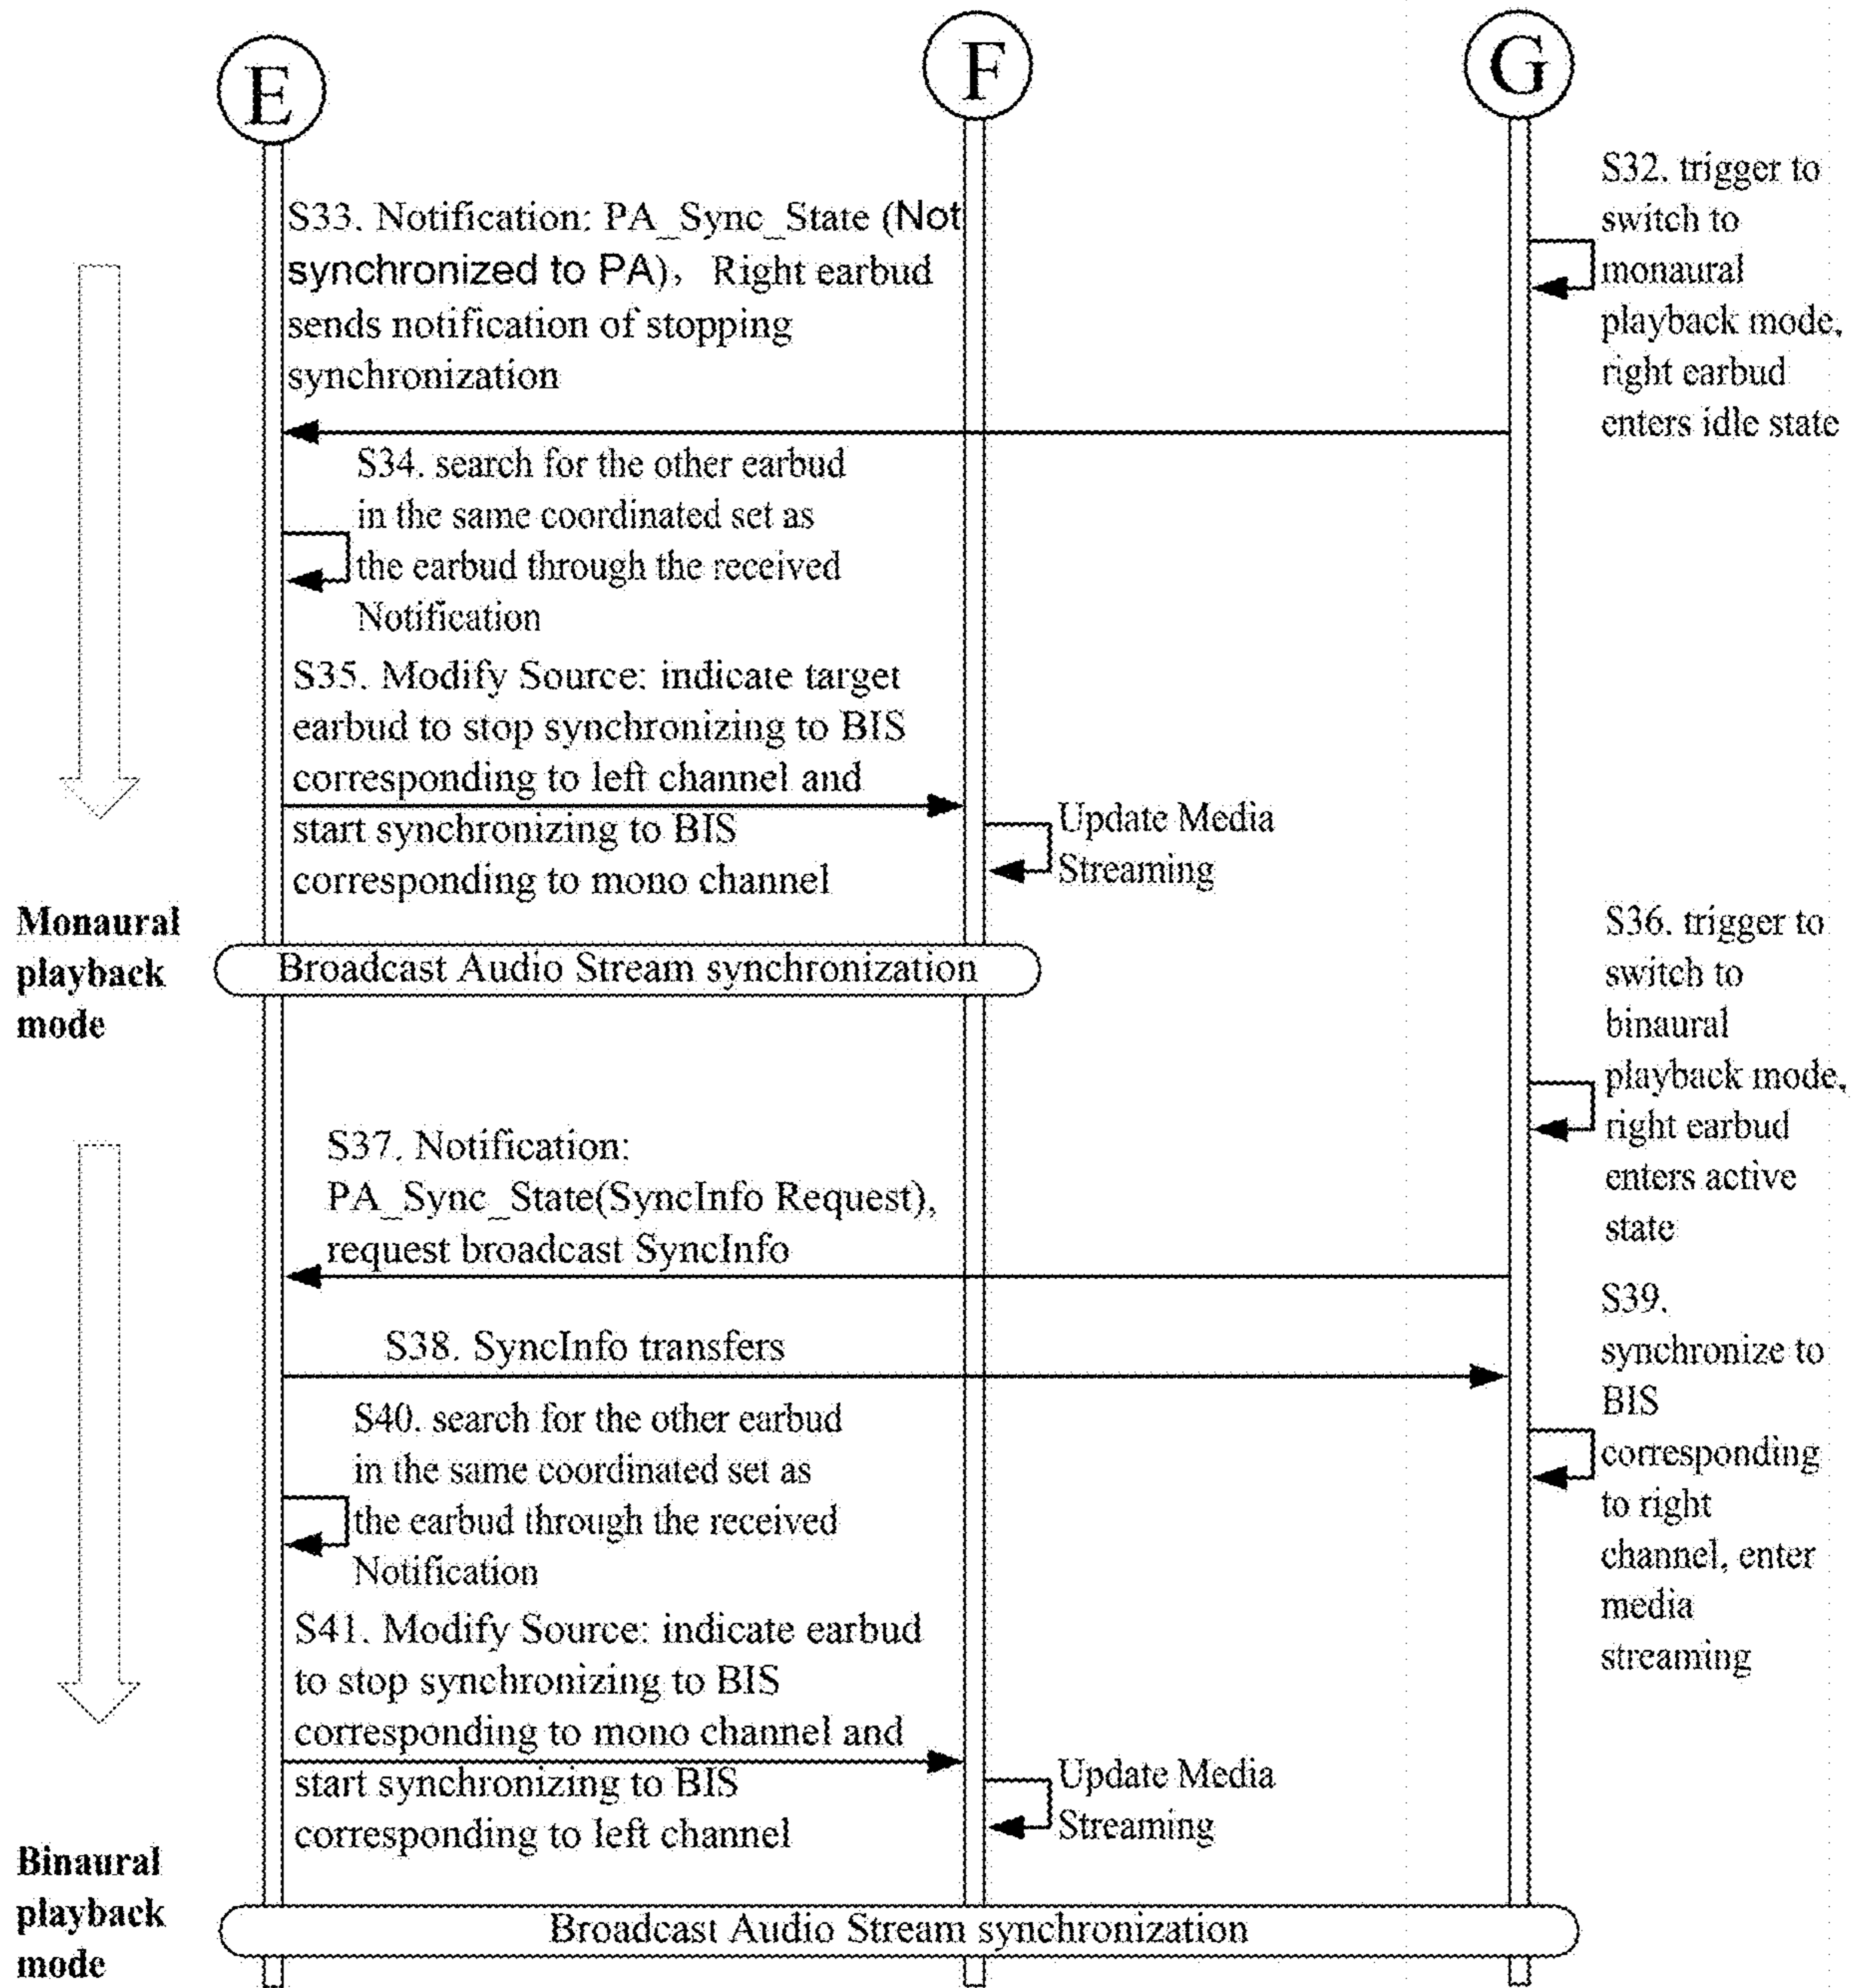 E
F
G
S32. trigger to
switch to
monaural
playback mode,
right earbud
enters idle state
S33. Notification: PA_Sync_State (Not
synchronized to PA), Right earbud
sends notification of stopping
synchronization
S34. search for the other earbud
in the same coordinated set as
the earbud through the received
Notification
S35. Modify Source: indicate target
earbud to stop synchronizing to BIS
corresponding to left channel and
start synchronizing to BIS
corresponding to mono channel
Update Media
Streaming
Monaural
playback
mode
Broadcast Audio Stream synchronization
S36. trigger to
switch to
binaural
playback mode,
right earbud
enters active
state
S37. Notification:
PA_Sync_State(SyncInfo Request),
request broadcast SyncInfo
S38. SyncInfo transfers
S39.
synchronize to
BIS
corresponding
to right
channel, enter
media
streaming
S40. search for the other earbud
in the same coordinated set as
the earbud through the received
Notification
S41. Modify Source: indicate earbud
to stop synchronizing to BIS
corresponding to mono channel and
start synchronizing to BIS
corresponding to left channel
Update Media
Streaming
Binaural
playback
mode
Broadcast Audio Stream synchronization